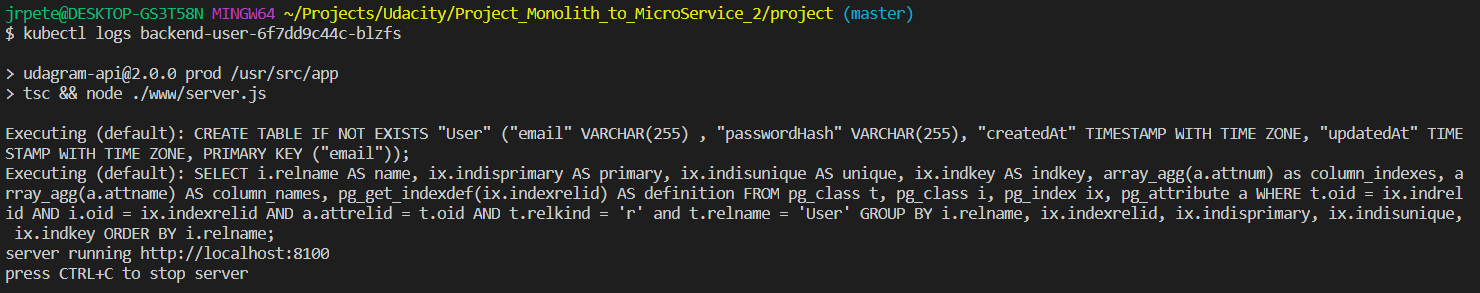 jrpete@DESKTOP-GS3T58N MINGW64 ~/Projects/Udacity/Project_Monolith_to_MicroService_2/project (master)
$ kubectl logs backend-user-6f7dd9c44c-blzfs
> udagram-api@2.0.0 prod /usr/src/app
> tsc && node ./www/server.js
Executing (default): CREATE TABLE IF NOT EXISTS "User" ("email" VARCHAR(255) , "passwordHash" VARCHAR(255), "createdAt" TIMESTAMP WITH TIME ZONE, "updatedAt" TIME
STAMP WITH TIME ZONE, PRIMARY KEY ("email"));
Executing (default): SELECT i.relname AS name, ix.indisprimary AS primary, ix.indisunique AS unique, ix.indkey AS indkey, array_agg(a.attnum) as column_indexes, a
rray_agg(a.attname) AS column_names, pg_get_indexdef(ix.indexrelid) AS definition FROM pg_class t, pg_class i, pg_index ix, pg_attribute a WHERE t.oid = ix.indrel
id AND i.oid = ix.indexrelid AND a.attrelid = t.oid AND t.relkind = 'r' and t.relname = 'User' GROUP BY i.relname, ix.indexrelid, ix.indisprimary, ix.indisunique,
 ix.indkey ORDER BY i.relname;
server running http://localhost:8100
press CTRL+C to stop server